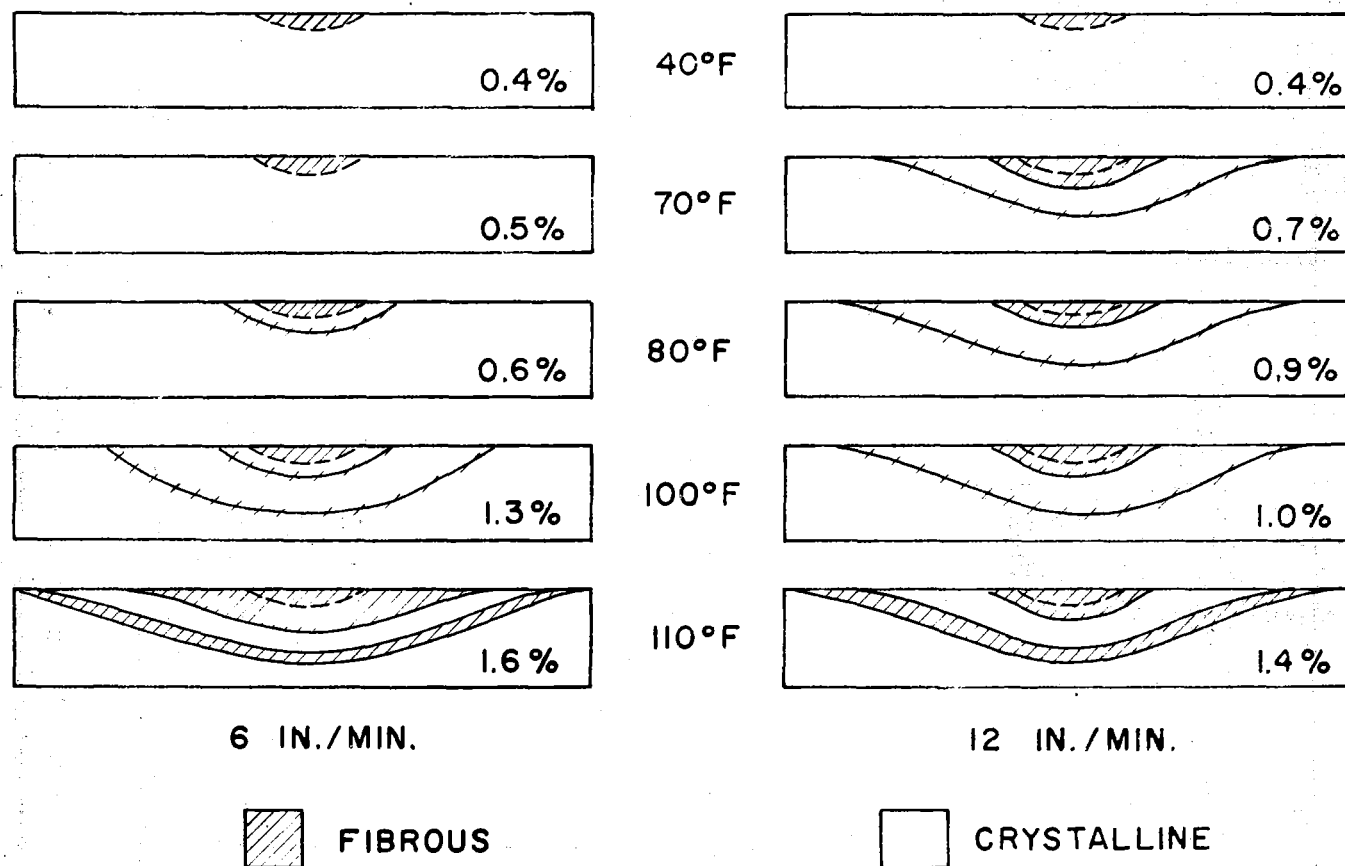 0.4%
40°F
0.4%
0.5%
70°F
0.7%
0.6%
80°F
0.9%
1.3%
100°F
1.0%
1.6%
110°F
1.4%
6 IN./MIN.
12 IN./MIN.
FIBROUS
CRYSTALLINE